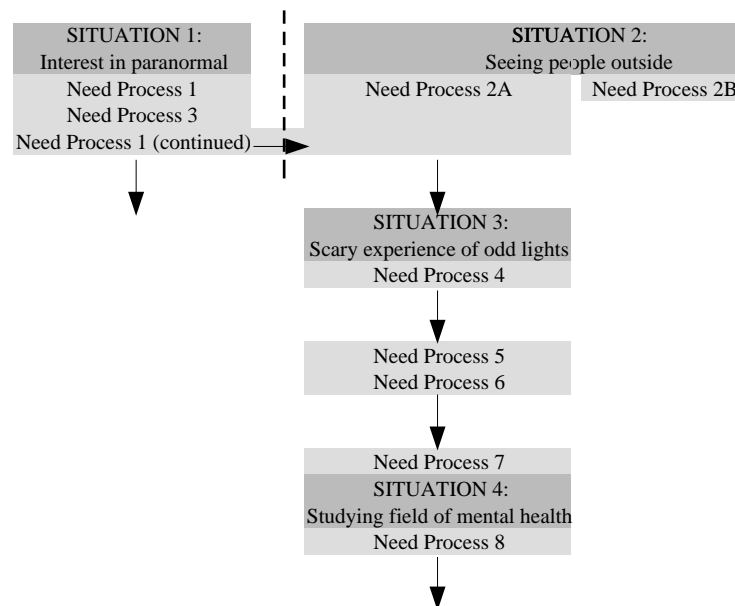 SITUATION 1:
Interest in paranormal
Need Process 1
Need Process 3
Need Process 1 (continued)
SITUATION 2:
Seeing people outside
Need Process 2A
Need Process 2B
SITUATION 3:
Scary experience of odd lights
Need Process 4
Need Process 5
Need Process 6
Need Process 7
SITUATION 4:
Studying field of mental health
Need Process 8